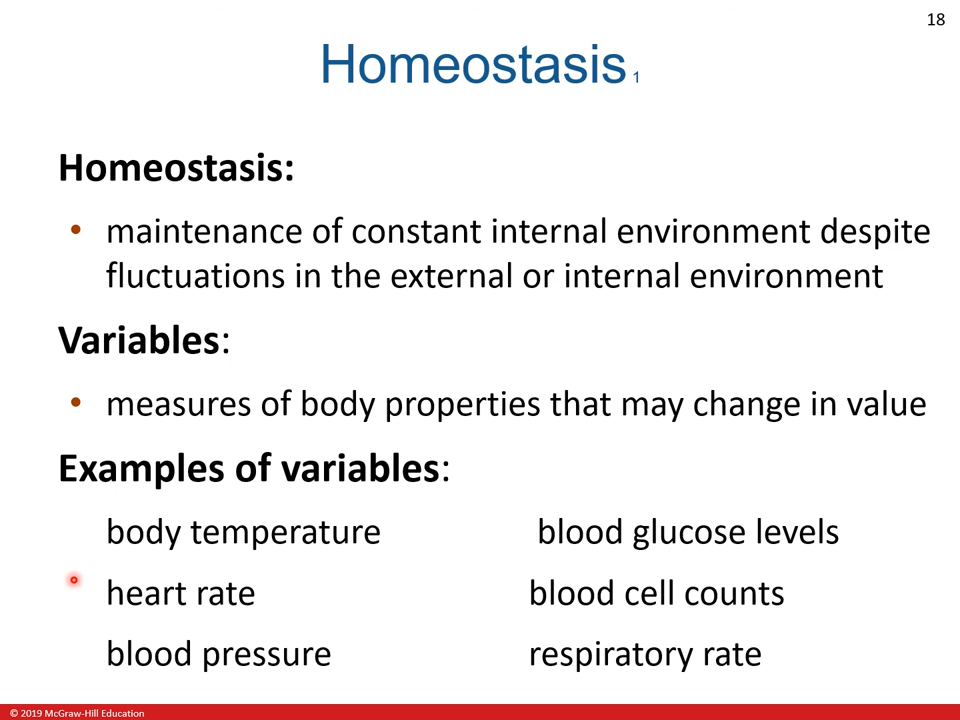 18
Homeostasis 1
Homeostasis:
• maintenance of constant internal environment despite
fluctuations in the external or internal environment
Variables:
• measures of body properties that may change in value
Examples of variables:
body temperature blood glucose levels
heart rate blood cell counts
blood pressure respiratory rate
© 2019 McGraw-Hill Education